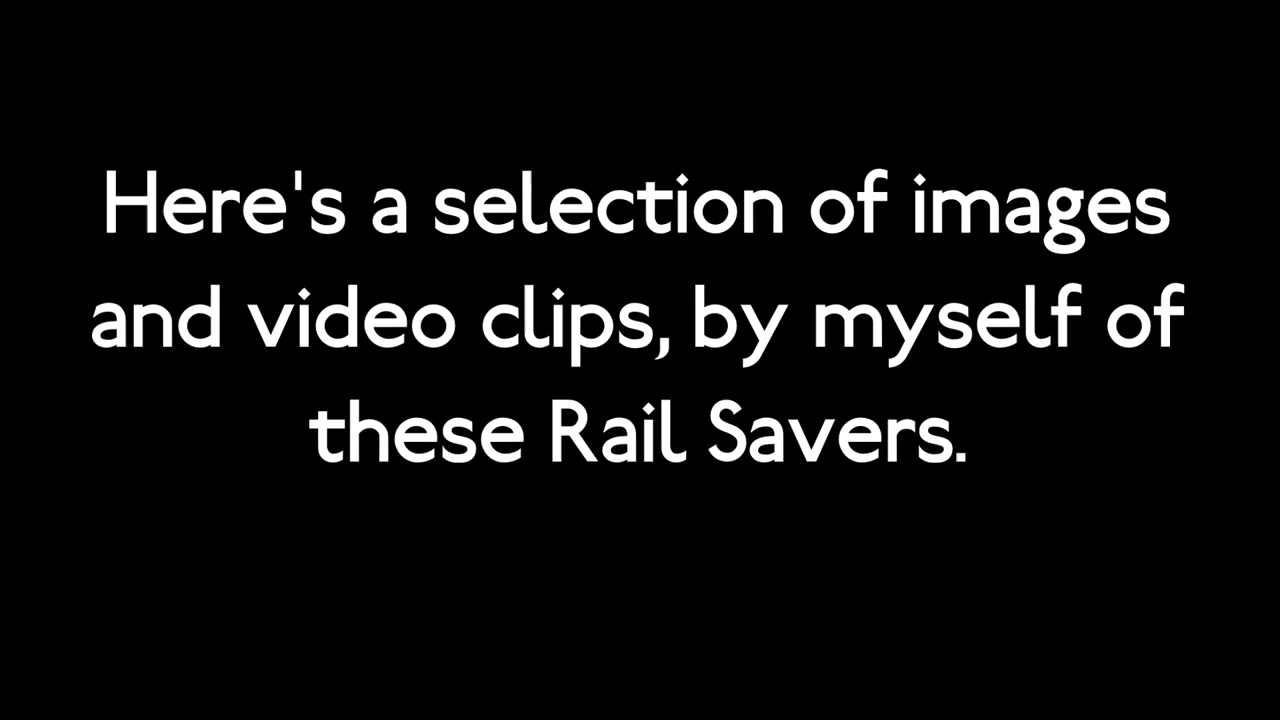 Here's a selection of images
and video clips, by myself of
these Rail Savers.